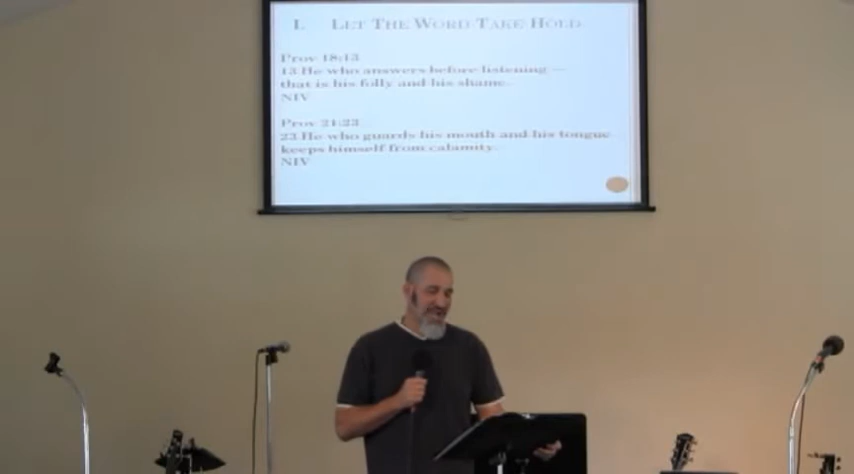 I. LET THE WORD TAKE HOLD
Prov 18:13
13 He who answers before listening —
that is his folly and his shame.
NIV
Prov 21:23
23 He who guards his mouth and his tongue
keeps himself from calamity.
NIV